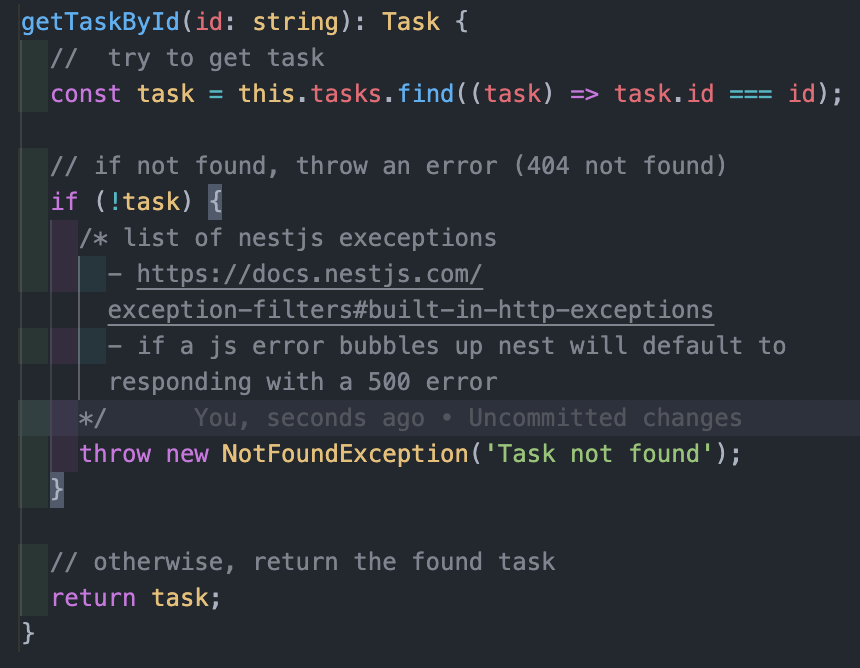 getTaskById(id: string): Task {
//  try to get task
const task = this.tasks.find((task) => task.id === id);
// if not found, throw an error (404 not found)
if (!task) {
/* list of nestjs execeptions
- https://docs.nestjs.com/
exception-filters#built-in-http-exceptions
- if a js error bubbles up nest will default to
responding with a 500 error
*/ You, seconds ago • Uncommitted changes
throw new NotFoundException('Task not found');
}
// otherwise, return the found task
return task;
}